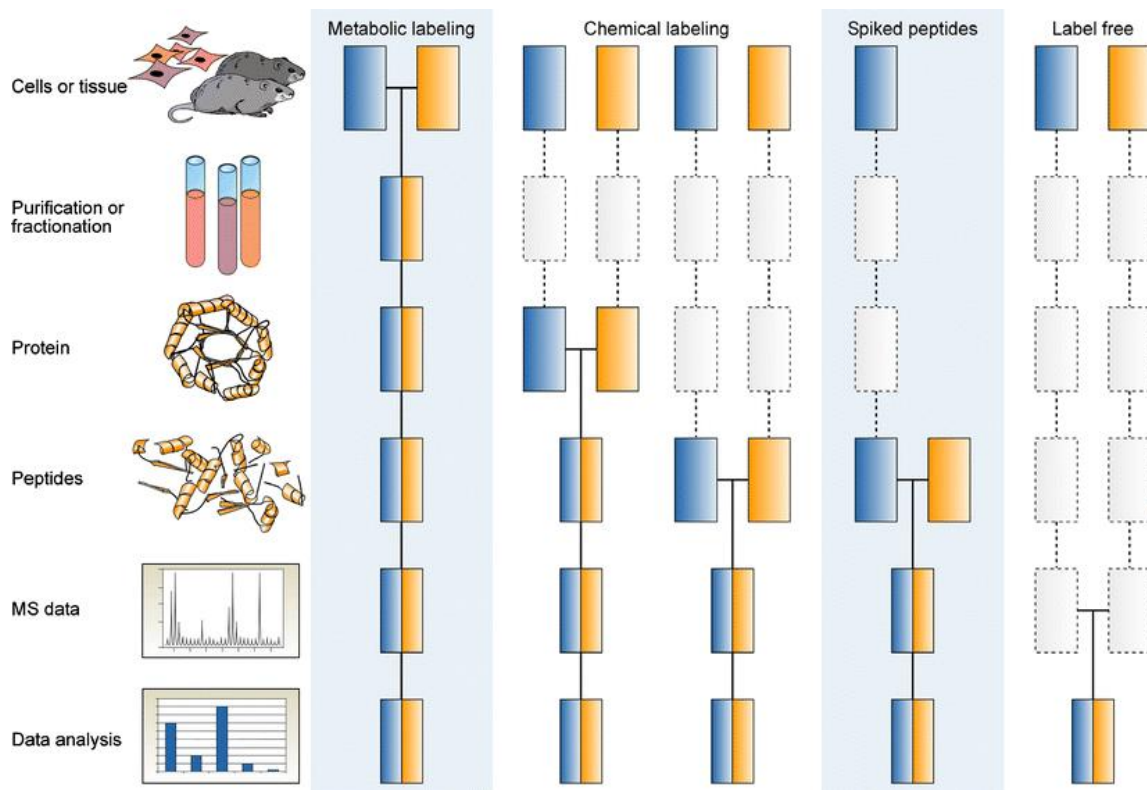 Metabolic labeling
Chemical labeling
Spiked peptides
Label free
Cells or tissue
Purification or
fractionation
Protein
Peptides
MS data
Data analysis